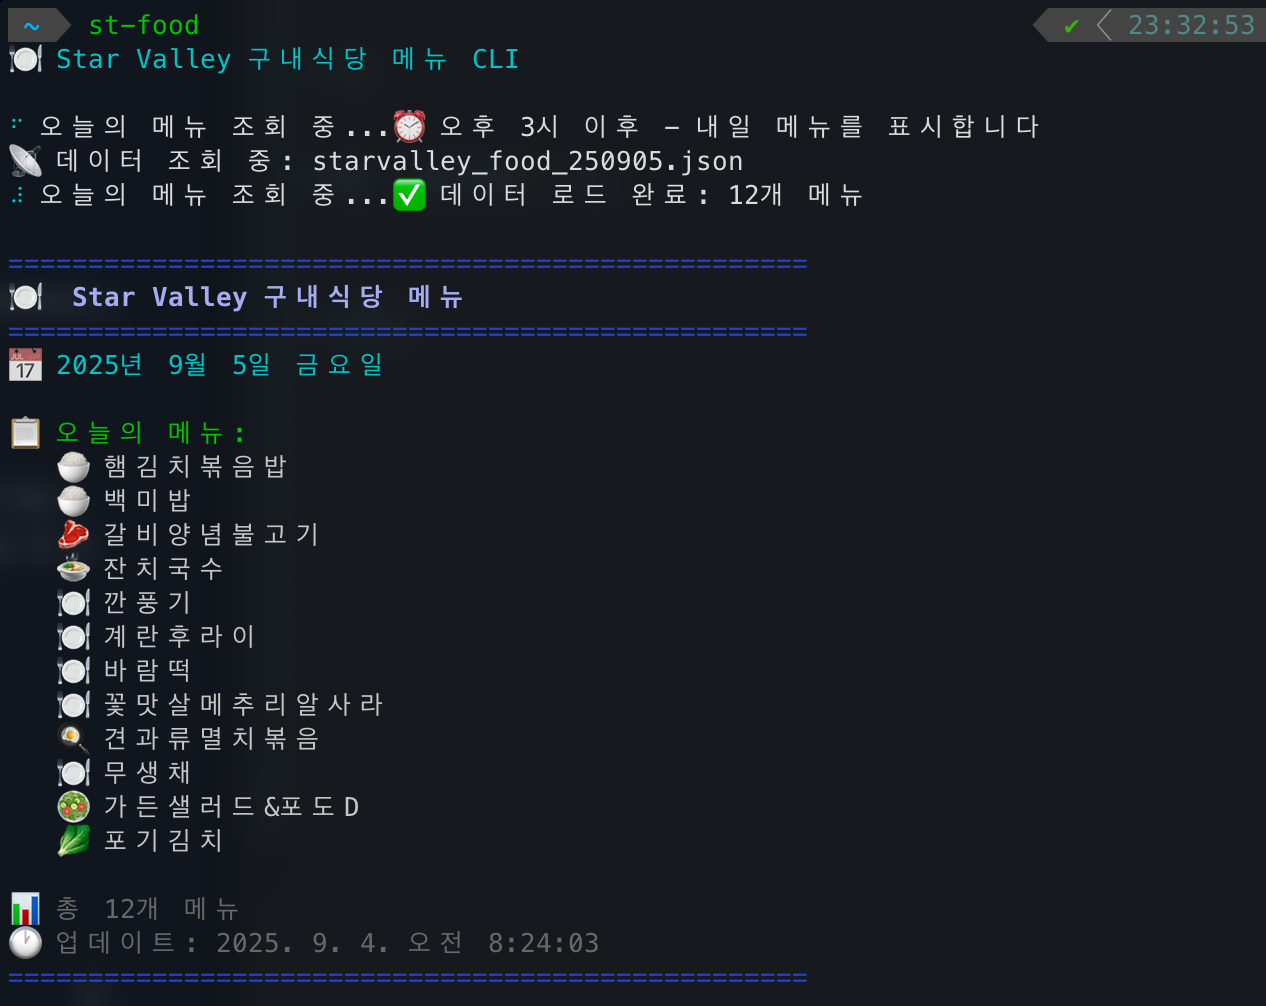 ~ st-food ✔ 23:32:53
🍽️ Star Valley 구내식당 메뉴 CLI
⠋ 오늘의 메뉴 조회 중...⏰ 오후 3시 이후 - 내일 메뉴를 표시합니다
📡 데이터 조회 중: starvalley_food_250905.json
⠼ 오늘의 메뉴 조회 중...✅ 데이터 로드 완료: 12개 메뉴
==================================================
🍽️ Star Valley 구내식당 메뉴
==================================================
📅 2025년 9월 5일 금요일
📋 오늘의 메뉴:
🍚 햄김치볶음밥
🍚 백미밥
🥩 갈비양념불고기
🍲 잔치국수
🍽️ 깐풍기
🍽️ 계란후라이
🍽️ 바람떡
🍽️ 꽃맛살메추리알사라
🍳 견과류멸치볶음
🍽️ 무생채
🥗 가든샐러드&포도D
🥬 포기김치
📊 총 12개 메뉴
🕐 업데이트: 2025. 9. 4. 오전 8:24:03
==================================================